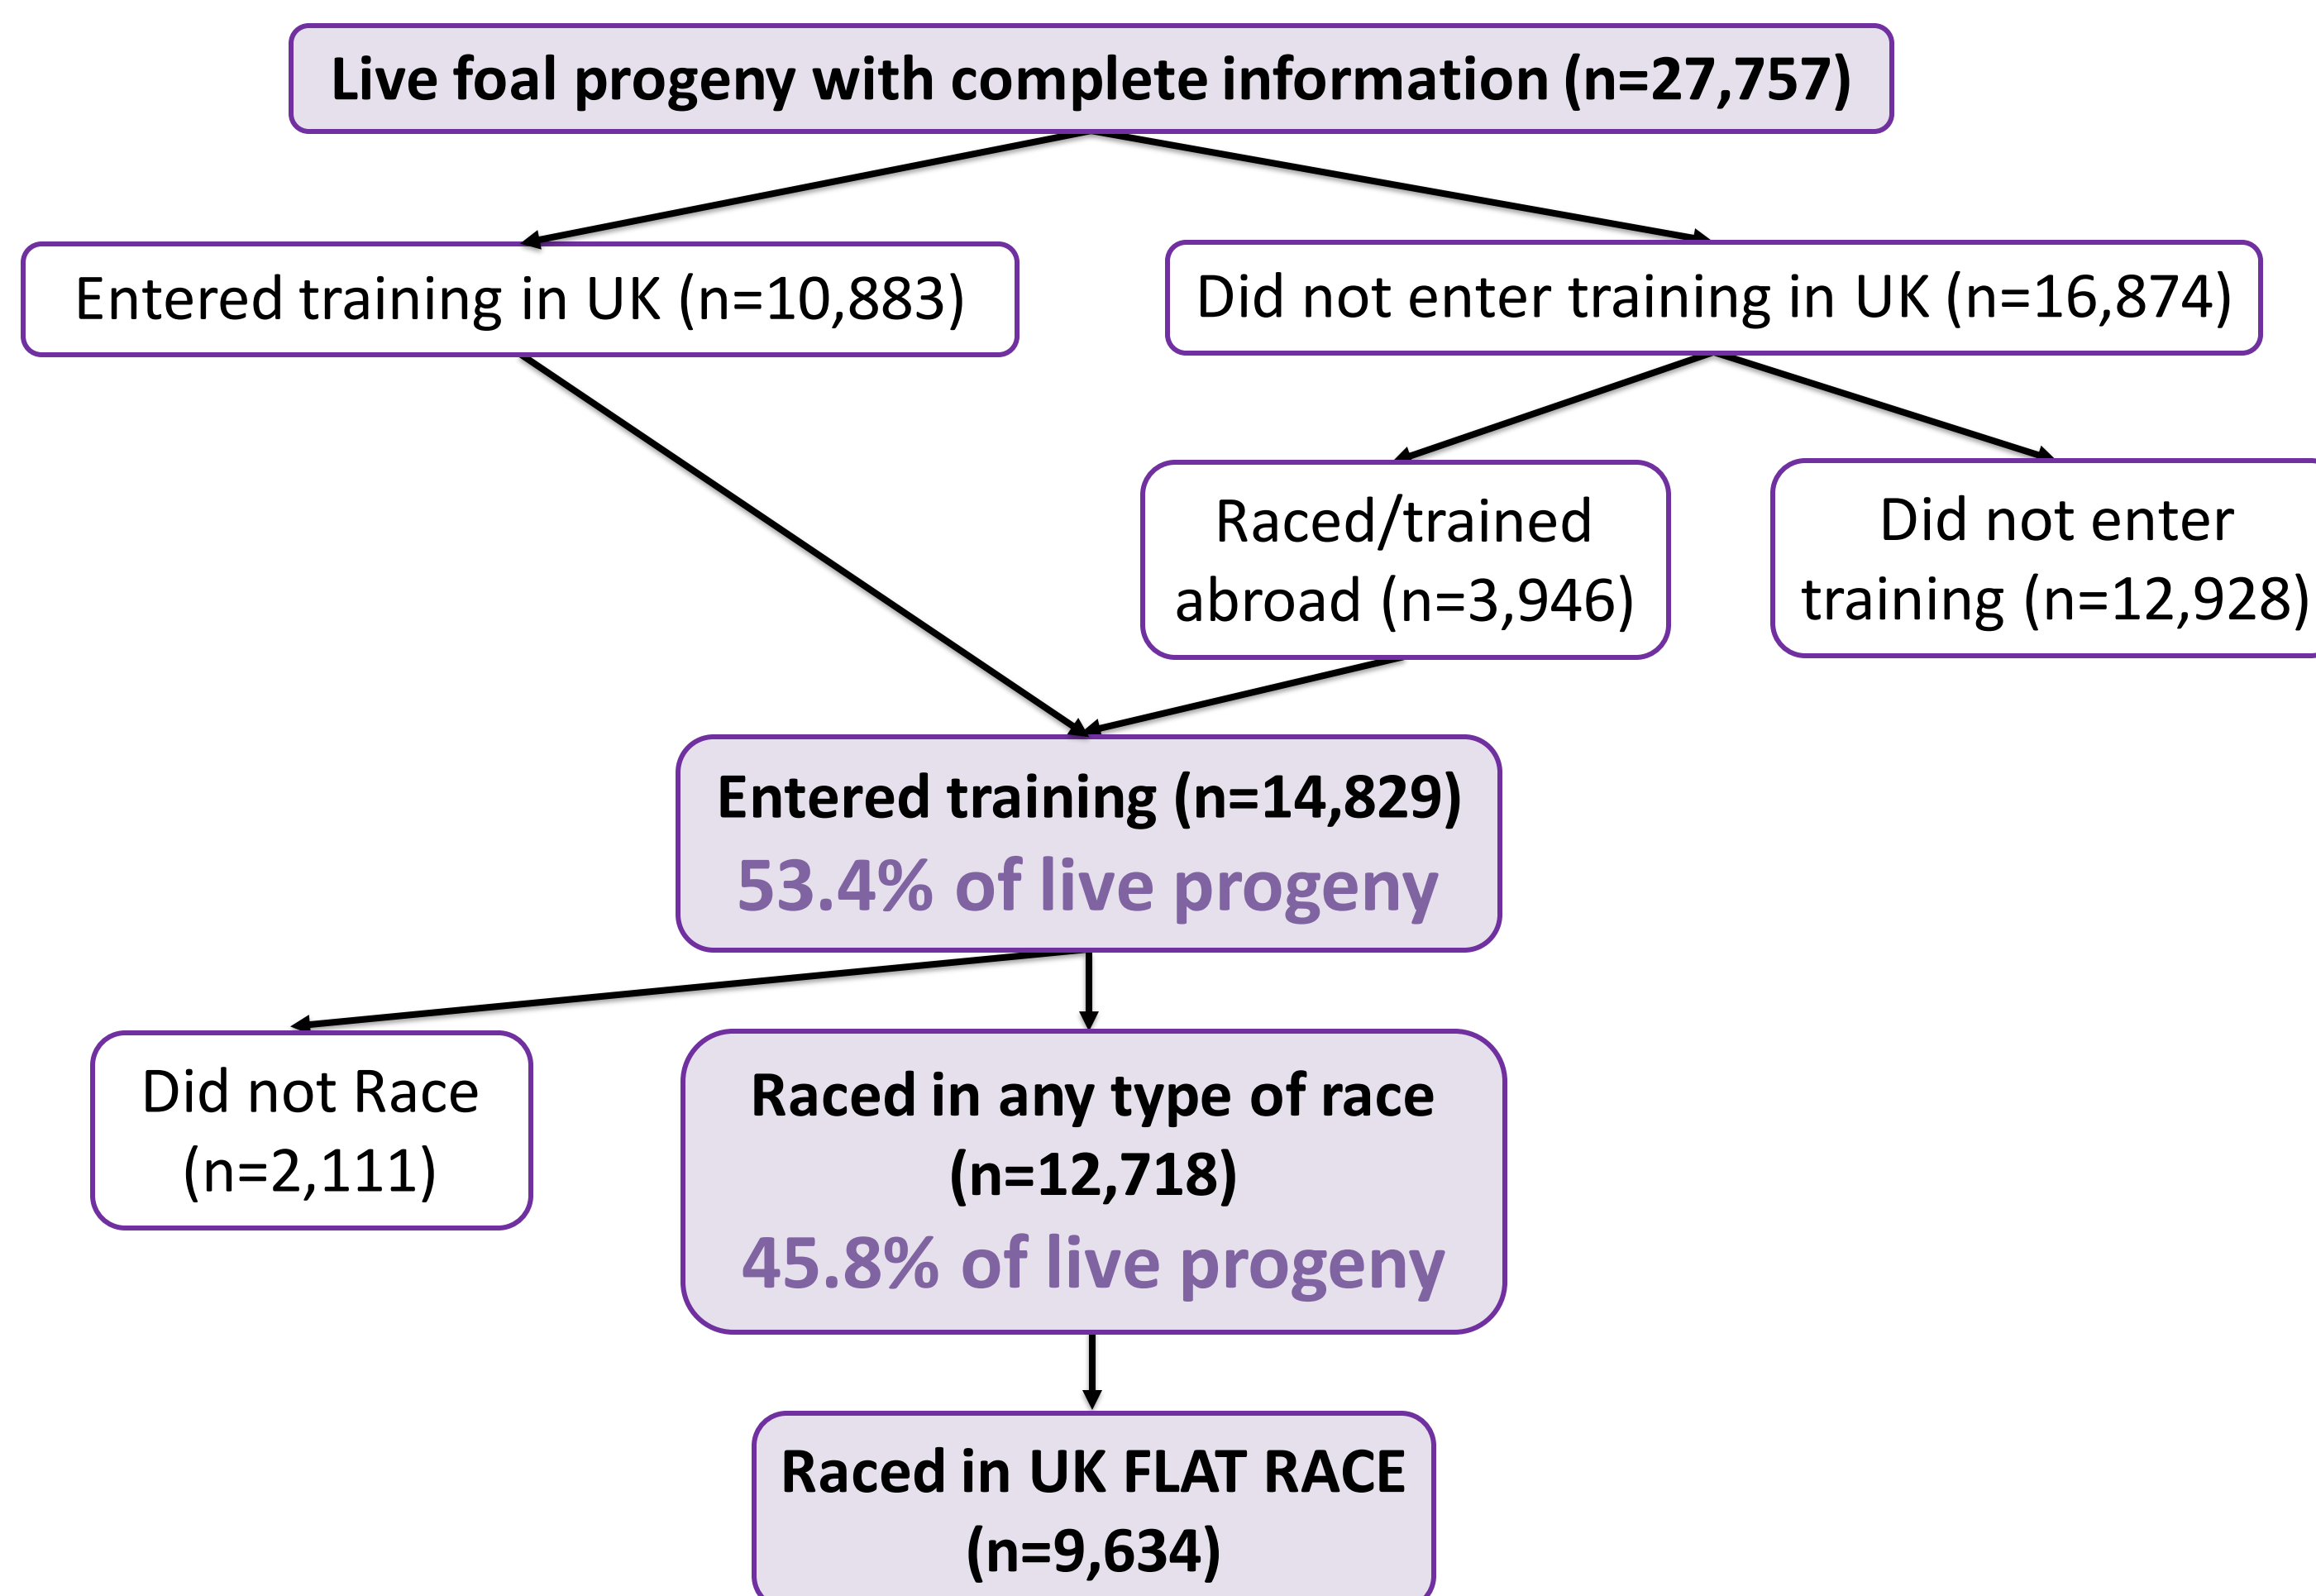 Live foal progeny with complete information (n=27,757)
Entered training in UK (n=10,883)
Did not enter training in UK (n=16,874)
Raced/trained
abroad (n=3,946)
Did not enter
training (n=12,928)
Entered training (n=14,829)
53.4% of live progeny
Did not Race
(n=2,111)
Raced in any type of race
(n=12,718)
45.8% of live progeny
Raced in UK FLAT RACE
(n=9,634)